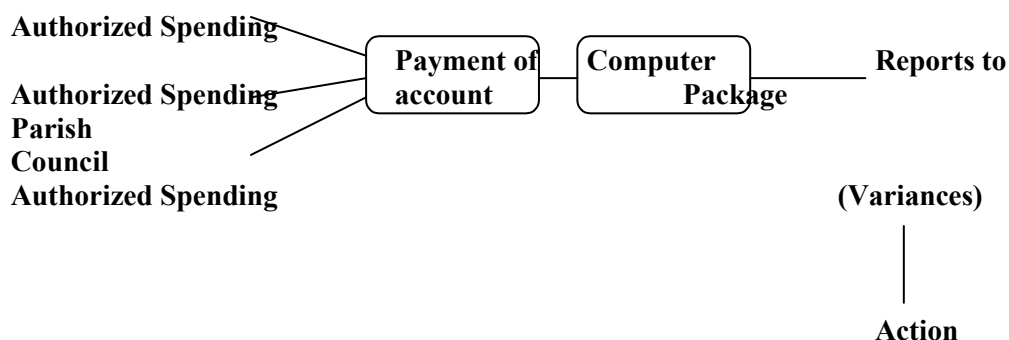 Authorized Spending
Payment of Computer Reports to
Authorized Spending account Package
Parish
Council
Authorized Spending (Variances)
Action